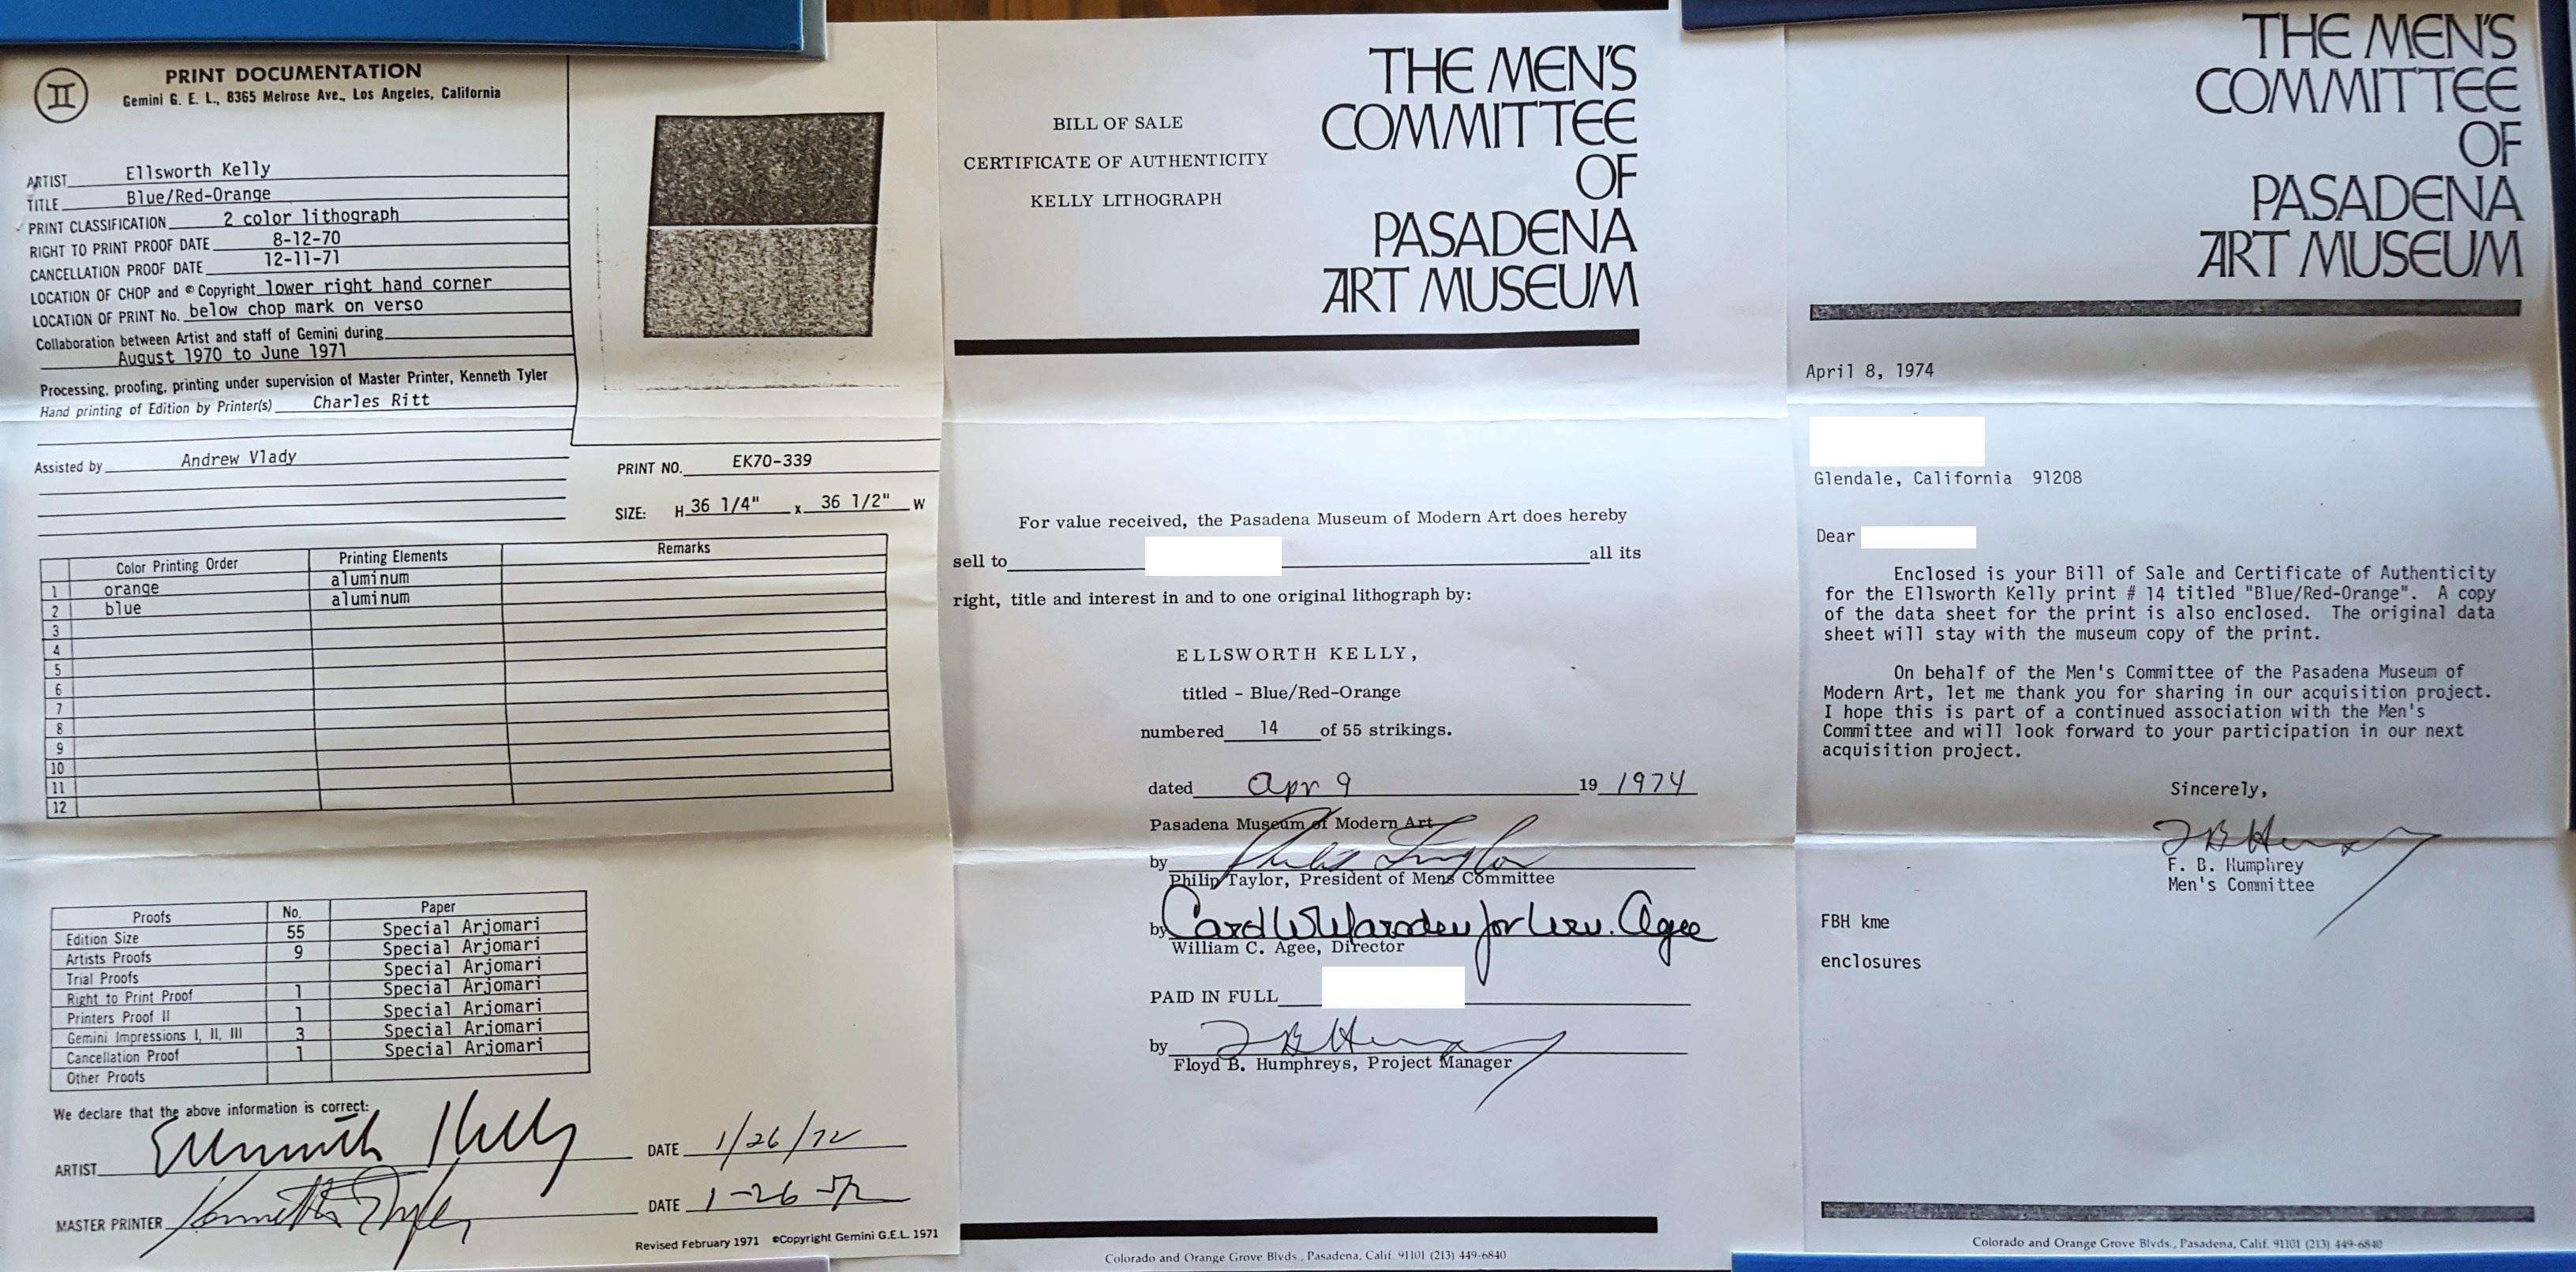 II
PRINT DOCUMENTATION
Gemini G. E. L., 8365 Melrose Ave., Los Angeles, California
ARTIST Ellsworth Kelly
TITLE Blue/Red-Orange
PRINT CLASSIFICATION 2 color lithograph
RIGHT TO PRINT PROOF DATE 8-12-70
CANCELLATION PROOF DATE 12-11-71
LOCATION OF CHOP and © Copyright lower right hand corner
LOCATION OF PRINT No. below chop mark on verso
Collaboration between Artist and staff of Gemini during
August 1970 to June 1971
Processing, proofing, printing under supervision of Master Printer, Kenneth Tyler
Hand printing of Edition by Printer(s) Charles Ritt
Assisted by Andrew Vlady
PRINT NO. EK70-339
SIZE: H 36 1/4" x 36 1/2" W
Color Printing Order Printing Elements Remarks
1 orange aluminum
2 blue aluminum
3
4
5
6
7
8
9
10
11
12
Proofs No. Paper
Edition Size 55 Special Arjomari
Artists Proofs 9 Special Arjomari
Trial Proofs Special Arjomari
Right to Print Proof 1 Special Arjomari
Printers Proof II 1 Special Arjomari
Gemini Impressions I, II, III 3 Special Arjomari
Cancellation Proof 1 Special Arjomari
Other Proofs
We declare that the above information is correct:
ARTIST Ellsworth Kelly DATE 1/26/72
MASTER PRINTER Kenneth Tyler DATE 1-26-72
Revised February 1971 ©Copyright Gemini G.E.L. 1971
BILL OF SALE
CERTIFICATE OF AUTHENTICITY
KELLY LITHOGRAPH
THE MEN'S
COMMITTEE
OF
PASADENA
ART MUSEUM
For value received, the Pasadena Museum of Modern Art does hereby
sell to all its
right, title and interest in and to one original lithograph by:
ELLSWORTH KELLY,
titled - Blue/Red-Orange
numbered 14 of 55 strikings.
dated Apr 9 19 1974
Pasadena Museum of Modern Art
by Philip Taylor
Philip Taylor, President of Mens Committee
by for Wm. Agee
William C. Agee, Director
PAID IN FULL
by F B Humphreys
Floyd B. Humphreys, Project Manager
Colorado and Orange Grove Blvds., Pasadena, Calif. 91101 (213) 449-6840
THE MEN'S
COMMITTEE
OF
PASADENA
ART MUSEUM
April 8, 1974
Glendale, California 91208
Dear
Enclosed is your Bill of Sale and Certificate of Authenticity
for the Ellsworth Kelly print # 14 titled "Blue/Red-Orange". A copy
of the data sheet for the print is also enclosed. The original data
sheet will stay with the museum copy of the print.
On behalf of the Men's Committee of the Pasadena Museum of
Modern Art, let me thank you for sharing in our acquisition project.
I hope this is part of a continued association with the Men's
Committee and will look forward to your participation in our next
acquisition project.
Sincerely,
F B Humphreys
F. B. Humphrey
Men's Committee
FBH kme
enclosures
Colorado and Orange Grove Blvds., Pasadena, Calif. 91101 (213) 449-6840